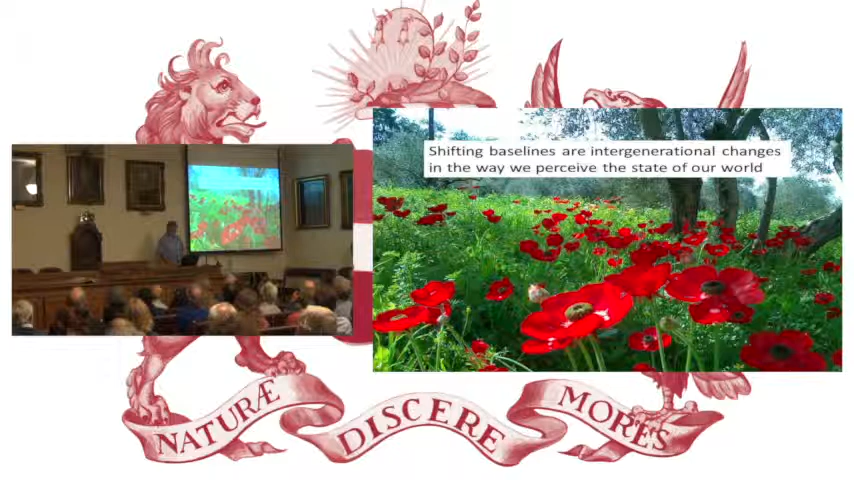 Shifting baselines are intergenerational changes
in the way we perceive the state of our world
NATURÆ DISCERE MORES